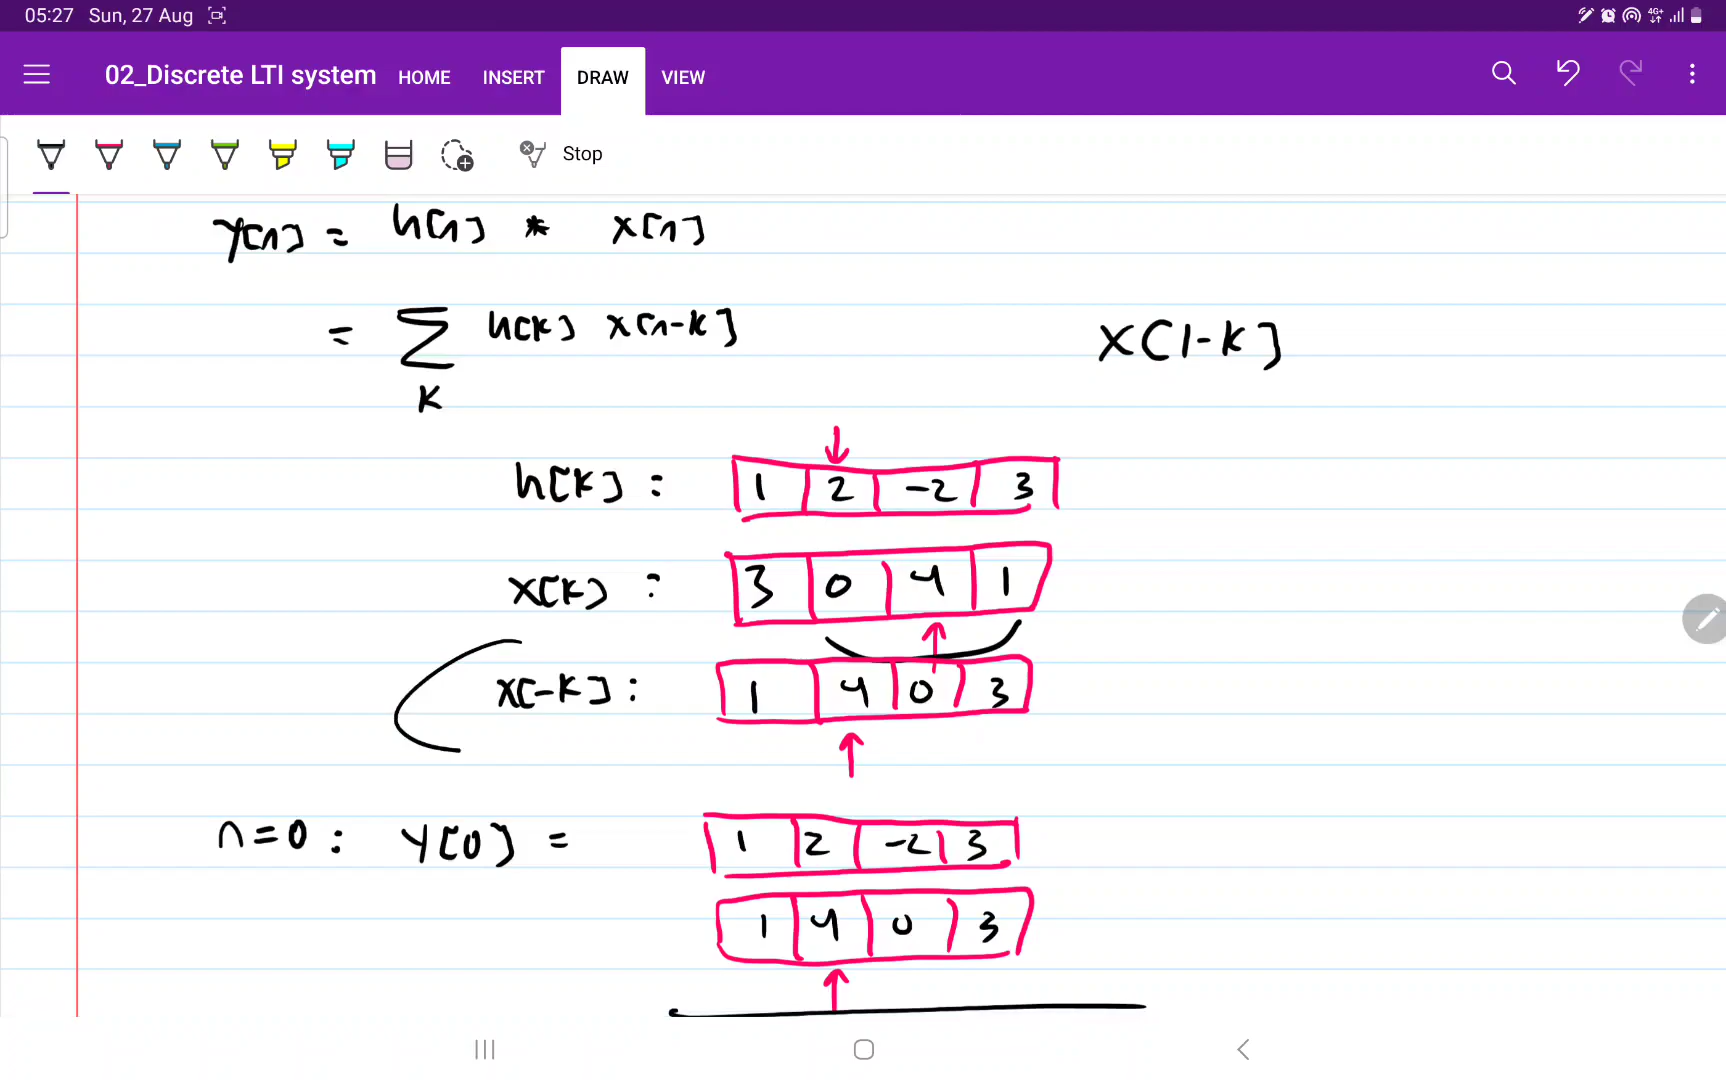 05:27 Sun, 27 Aug 4G+
02_Discrete LTI system HOME INSERT DRAW VIEW
Stop
y[n] = h[n] * x[n]
= Σ h[k] x[n-k] x[1-k]
k
h[k] : 1 2 -2 3
x[k] : 3 0 4 1
x[-k] : 1 4 0 3
n=0 : y[0] = 1 2 -2 3
1 4 0 3